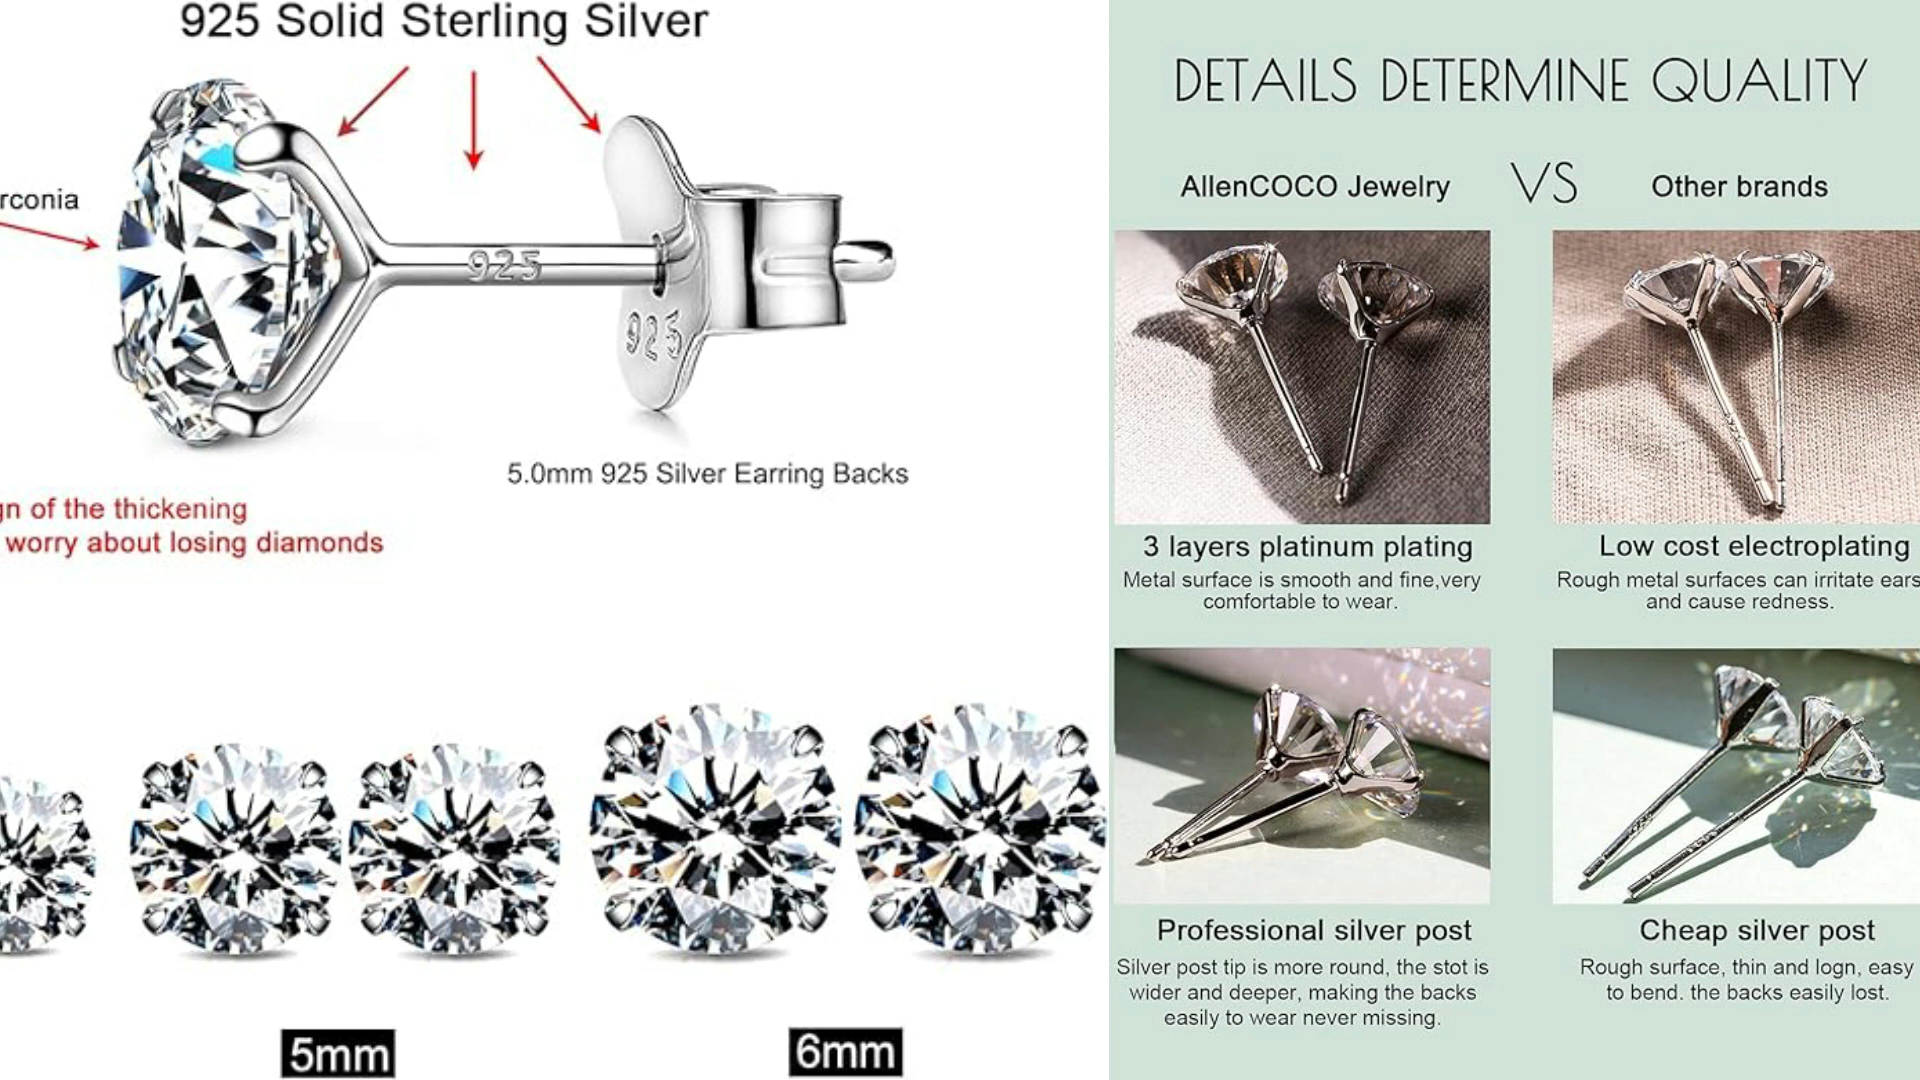 925 Solid Sterling Silver
rconia
925
925
5.0mm 925 Silver Earring Backs
gn of the thickening
worry about losing diamonds
5mm
6mm
DETAILS DETERMINE QUALITY
AllenCOCO Jewelry VS Other brands
3 layers platinum plating
Metal surface is smooth and fine,very
comfortable to wear.
Low cost electroplating
Rough metal surfaces can irritate ears
and cause redness.
Professional silver post
Silver post tip is more round, the stot is
wider and deeper, making the backs
easily to wear never missing.
Cheap silver post
Rough surface, thin and logn, easy
to bend. the backs easily lost.